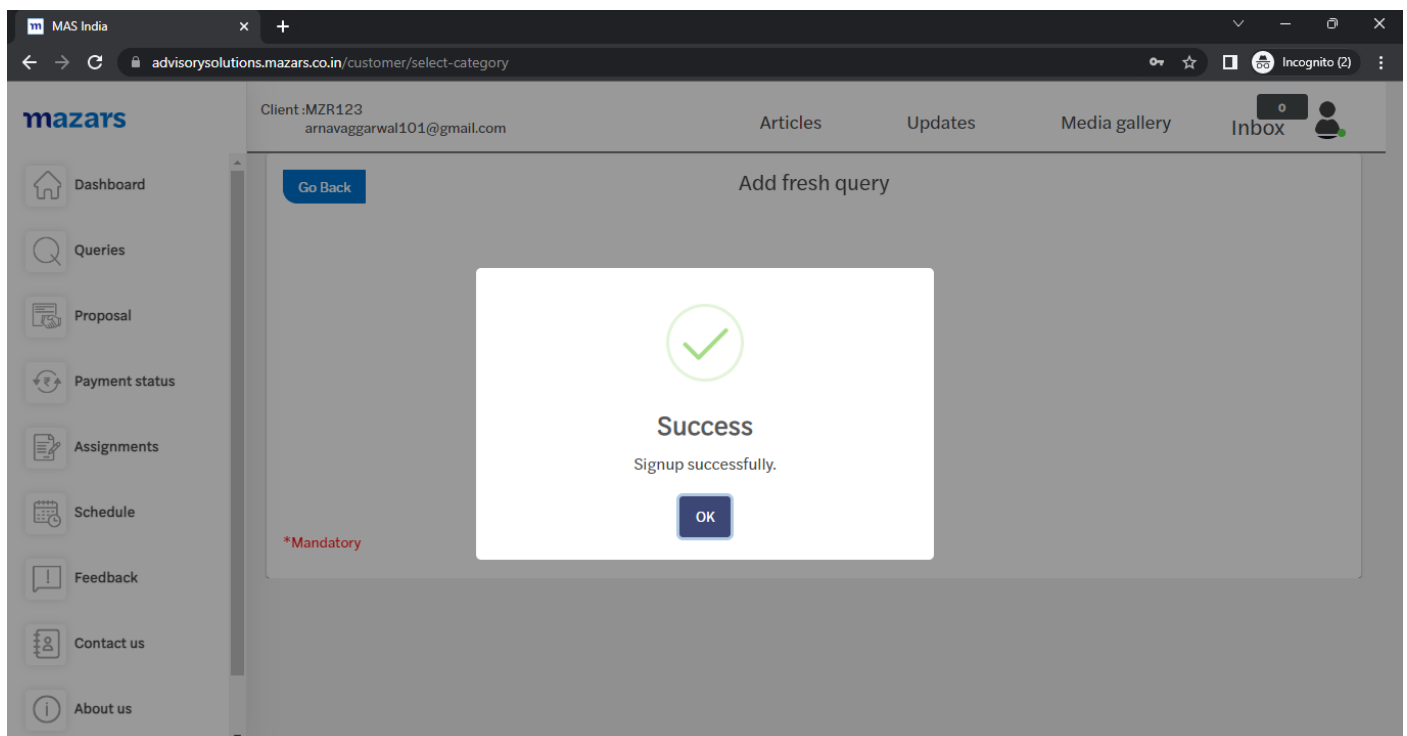 m MAS India
advisorysolutions.mazars.co.in/customer/select-category
Incognito (2)
mazars
Client :MZR123
arnavaggarwal101@gmail.com
Articles
Updates
Media gallery
0
Inbox
Dashboard
Queries
Proposal
Payment status
Assignments
Schedule
Feedback
Contact us
About us
Go Back
Add fresh query
Success
Signup successfully.
OK
*Mandatory